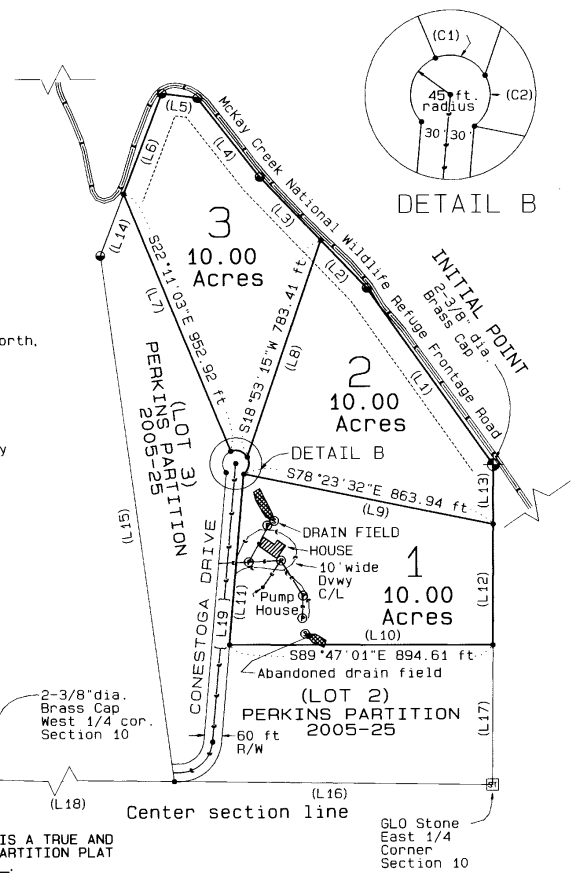 (C1)
(C2)
45 ft.
radius
30' 30'
DETAIL B
McKay Creek National Wildlife Refuge Frontage Road
INITIAL POINT
2-3/8" dia.
Brass Cap
(L5)
(L6)
(L4)
(L3)
(L2)
(L1)
(L14)
3
10.00
Acres
S22°11'03"E 952.92 ft
(L7)
S18°53'15"W 783.41 ft
(L8)
orth,
y
2
10.00
Acres
(LOT 3)
PERKINS PARTITION
2005-25
DETAIL B
S78°23'32"E 863.94 ft
(L9)
(L13)
(L15)
DRAIN FIELD
HOUSE
10'wide
Dvwy
C/L
Pump
House
1
10.00
Acres
(L12)
(L11)
(L10)
CONESTOGA DRIVE
L19
S89°47'01"E 894.61 ft
Abandoned drain field
(LOT 2)
PERKINS PARTITION
2005-25
(L17)
2-3/8"dia.
Brass Cap
West 1/4 cor.
Section 10
60 ft
R/W
(L18)
(L16)
Center section line
ST
GLO Stone
East 1/4
Corner
Section 10
IS A TRUE AND
ARTITION PLAT